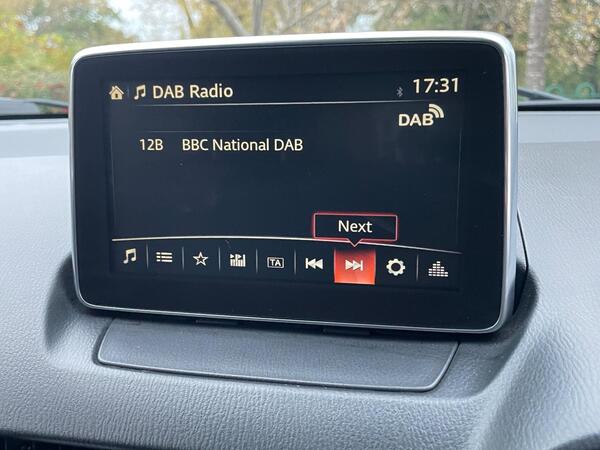 DAB Radio 17:31
DAB
12B BBC National DAB
Next
TA